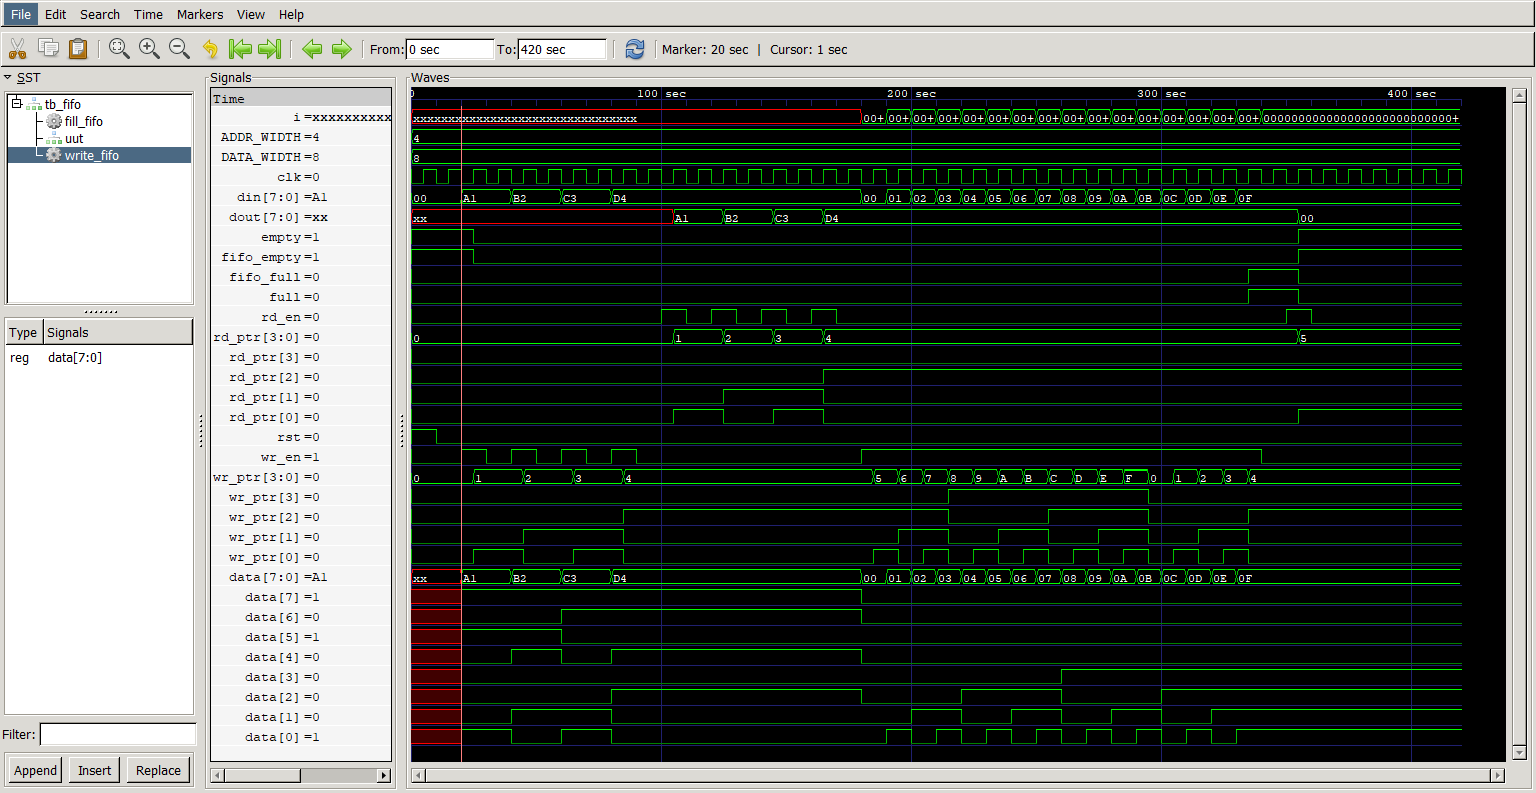 File Edit Search Time Markers View Help
From: 0 sec To: 420 sec Marker: 20 sec | Cursor: 1 sec
SST
tb_fifo
fill_fifo
uut
write_fifo
Type Signals
reg data[7:0]
Filter:
Append Insert Replace
Signals
Time
i =xxxxxxxxxx
ADDR_WIDTH =4
DATA_WIDTH =8
clk =0
din[7:0] =A1
dout[7:0] =xx
empty =1
fifo_empty =1
fifo_full =0
full =0
rd_en =0
rd_ptr[3:0] =0
rd_ptr[3] =0
rd_ptr[2] =0
rd_ptr[1] =0
rd_ptr[0] =0
rst =0
wr_en =1
wr_ptr[3:0] =0
wr_ptr[3] =0
wr_ptr[2] =0
wr_ptr[1] =0
wr_ptr[0] =0
data[7:0] =A1
data[7] =1
data[6] =0
data[5] =1
data[4] =0
data[3] =0
data[2] =0
data[1] =0
data[0] =1
Waves
0 100 sec 200 sec 300 sec 400 sec
00+ 00+ 00+ 00+ 00+ 00+ 00+ 00+ 00+ 00+ 00+ 00+ 00+ 00+ 00+ 00+
4
8
00 A1 B2 C3 D4 00 01 02 03 04 05 06 07 08 09 0A 0B 0C 0D 0E 0F
xx A1 B2 C3 D4 00
0 1 2 3 4 5
0 1 2 3 4 5 6 7 8 9 A B C D E F 0 1 2 3 4
xx A1 B2 C3 D4 00 01 02 03 04 05 06 07 08 09 0A 0B 0C 0D 0E 0F